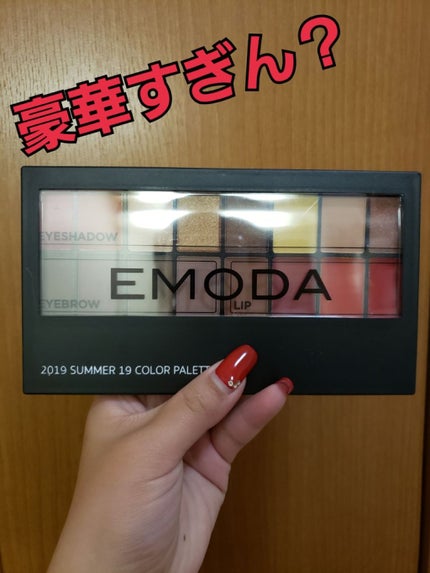 豪華すぎん?
EYESHADOW
EMODA
EYEBROW
LIP
2019 SUMMER 19 COLOR PALETT